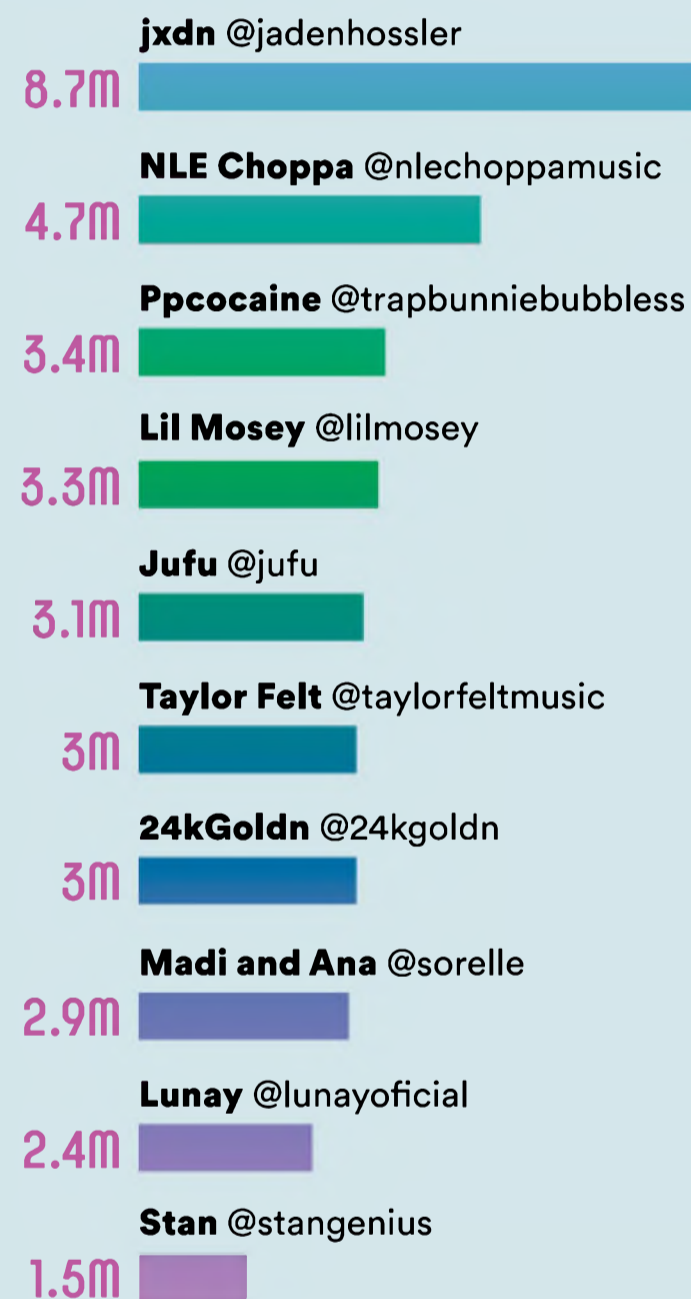 jxdn @jadenhossler
8.7M
NLE Choppa @nlechoppamusic
4.7M
Ppcocaine @trapbunniebubbless
3.4M
Lil Mosey @lilmosey
3.3M
Jufu @jufu
3.1M
Taylor Felt @taylorfeltmusic
3M
24kGoldn @24kgoldn
3M
Madi and Ana @sorelle
2.9M
Lunay @lunayoficial
2.4M
Stan @stangenius
1.5M